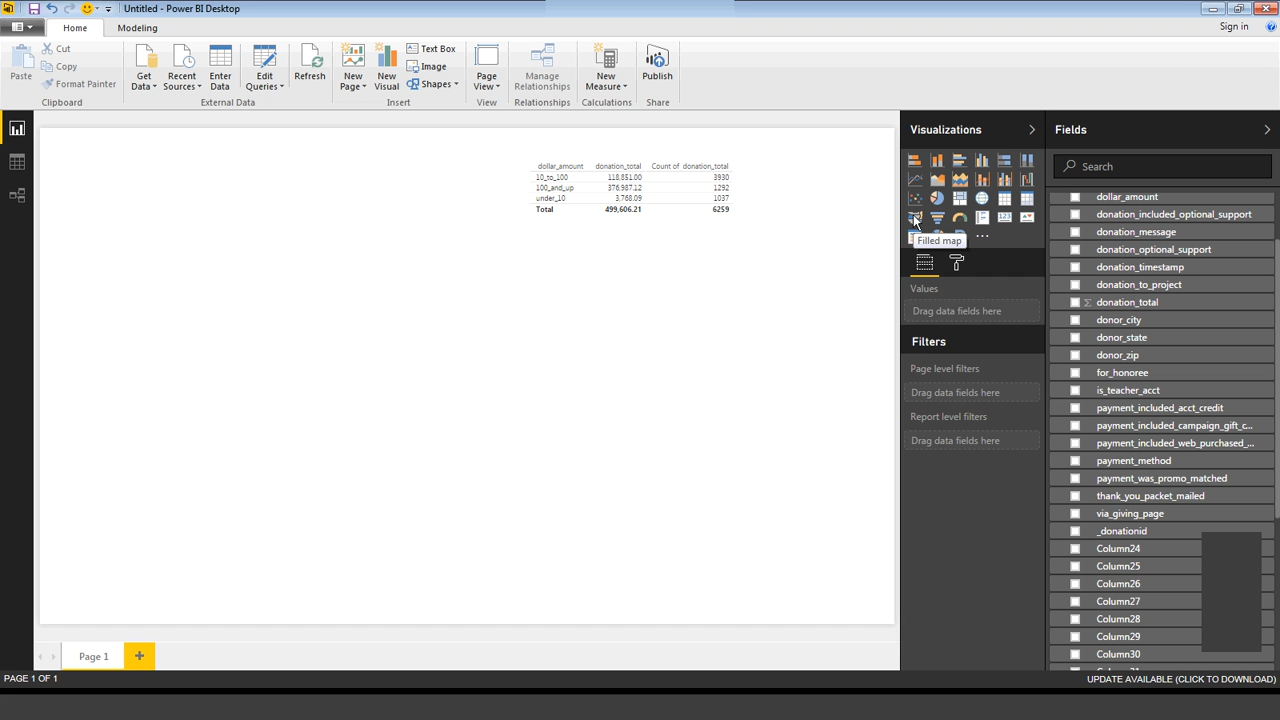 Untitled - Power BI Desktop
Home Modeling
Sign in
Paste
Cut
Copy
Format Painter
Clipboard
Get Data
Recent Sources
Enter Data
External Data
Edit Queries
Refresh
New Page
New Visual
Text Box
Image
Shapes
Insert
Page View
View
Manage Relationships
Relationships
New Measure
Calculations
Publish
Share
dollar_amount donation_total Count of donation_total
10_to_100 118,851.00 3930
100_and_up 376,987.12 1292
under_10 3,768.09 1037
Total 499,606.21 6259
Visualizations
Filled map
Values
Drag data fields here
Filters
Page level filters
Drag data fields here
Report level filters
Drag data fields here
Fields
Search
dollar_amount
donation_included_optional_support
donation_message
donation_optional_support
donation_timestamp
donation_to_project
Σ donation_total
donor_city
donor_state
donor_zip
for_honoree
is_teacher_acct
payment_included_acct_credit
payment_included_campaign_gift_c...
payment_included_web_purchased_...
payment_method
payment_was_promo_matched
thank_you_packet_mailed
via_giving_page
_donationid
Column24
Column25
Column26
Column27
Column28
Column29
Column30
Page 1
PAGE 1 OF 1
UPDATE AVAILABLE (CLICK TO DOWNLOAD)